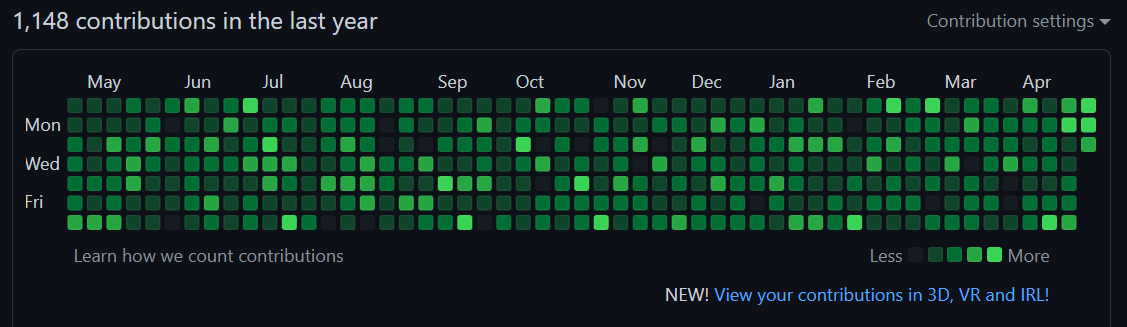 1,148 contributions in the last year
Contribution settings
May Jun Jul Aug Sep Oct Nov Dec Jan Feb Mar Apr
Mon
Wed
Fri
Learn how we count contributions
Less More
NEW! View your contributions in 3D, VR and IRL!